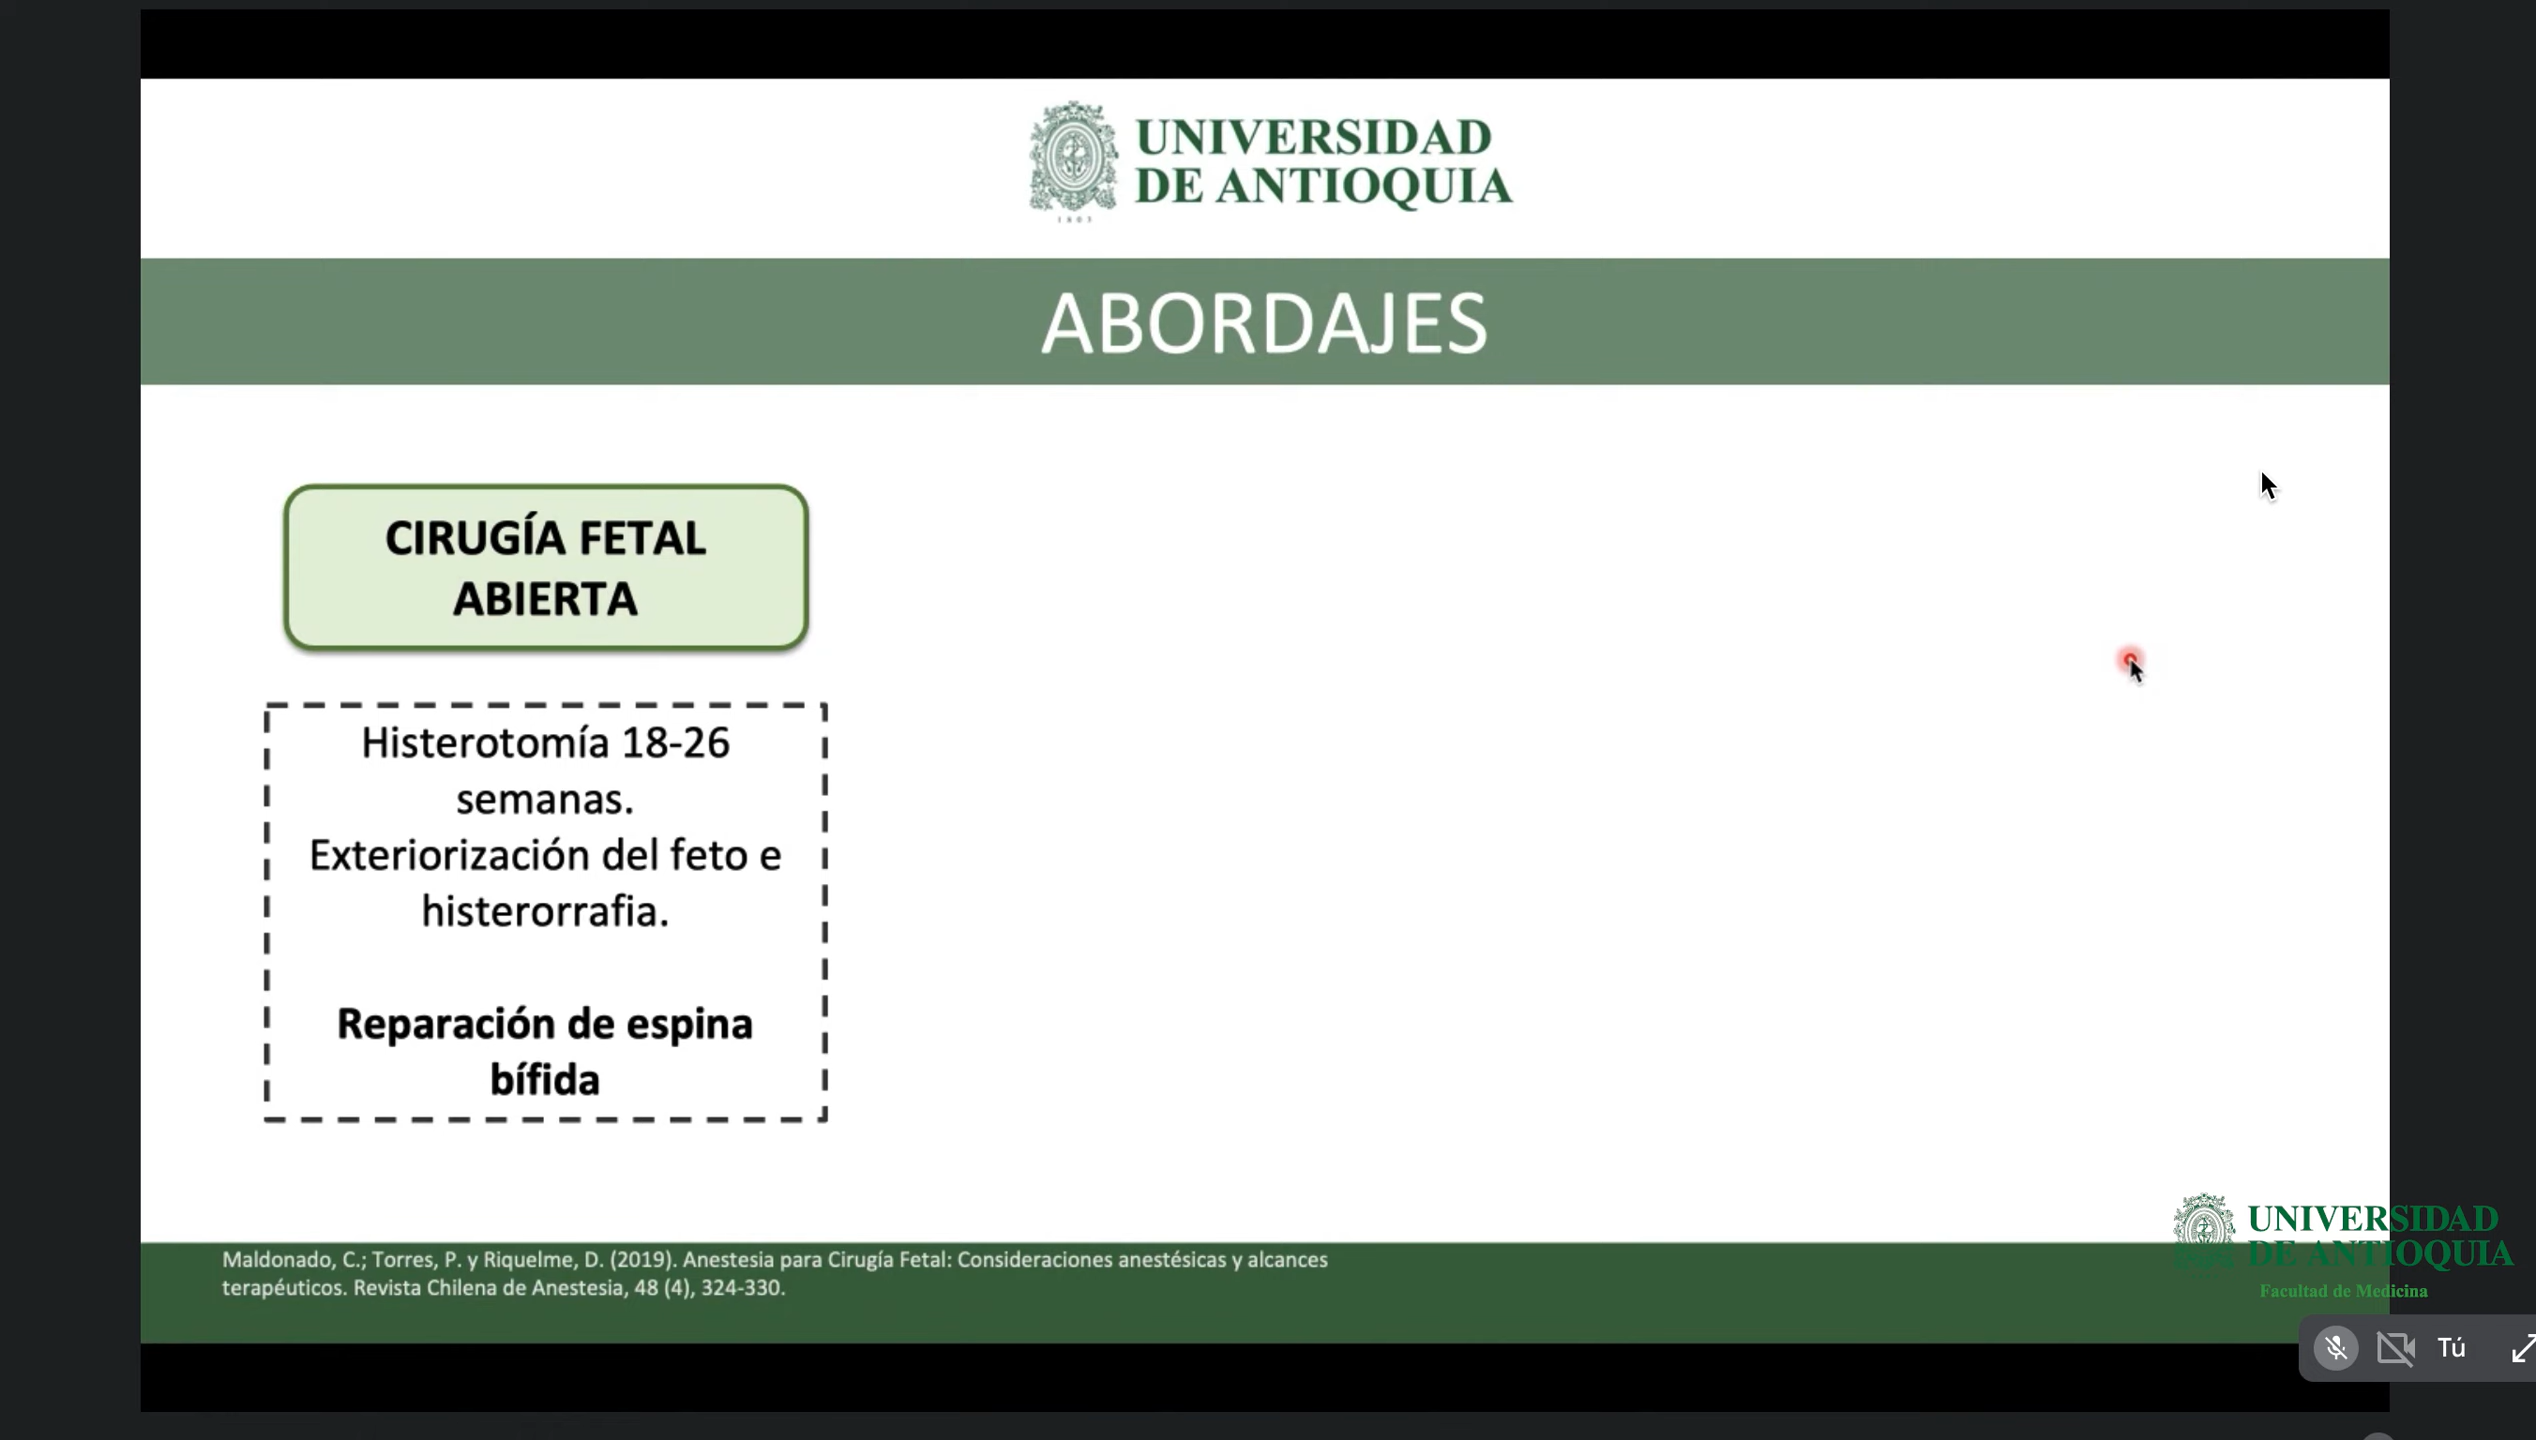 UNIVERSIDAD
DE ANTIOQUIA
1803
ABORDAJES
CIRUGÍA FETAL
ABIERTA
Histerotomía 18-26
semanas.
Exteriorización del feto e
histerorrafia.
Reparación de espina
bífida
Maldonado, C.; Torres, P. y Riquelme, D. (2019). Anestesia para Cirugía Fetal: Consideraciones anestésicas y alcances
terapéuticos. Revista Chilena de Anestesia, 48 (4), 324-330.
UNIVERSIDAD
DE ANTIOQUIA
Facultad de Medicina
Tú